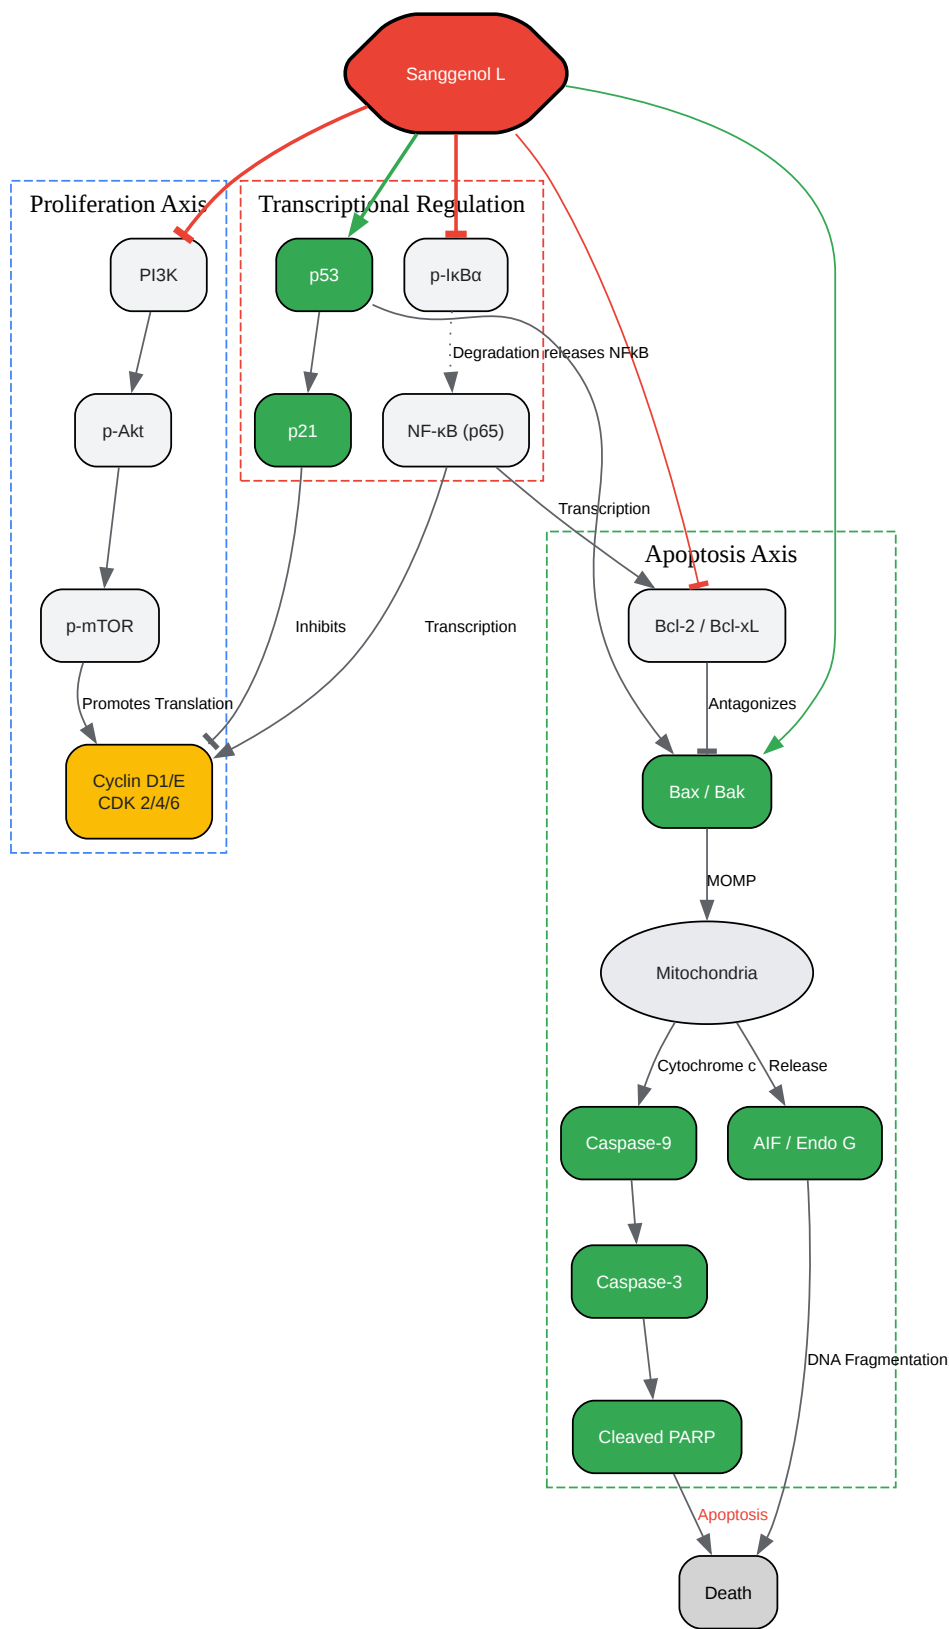 Sanggenol L
Proliferation Axis
Transcriptional Regulation
PI3K
p53
p-IκBα
Degradation releases NFkB
p-Akt
p21
NF-κB (p65)
Transcription
Apoptosis Axis
p-mTOR
Inhibits
Transcription
Bcl-2 / Bcl-xL
Promotes Translation
Antagonizes
Cyclin D1/E
CDK 2/4/6
Bax / Bak
MOMP
Mitochondria
Cytochrome c
Release
Caspase-9
AIF / Endo G
Caspase-3
DNA Fragmentation
Cleaved PARP
Apoptosis
Death